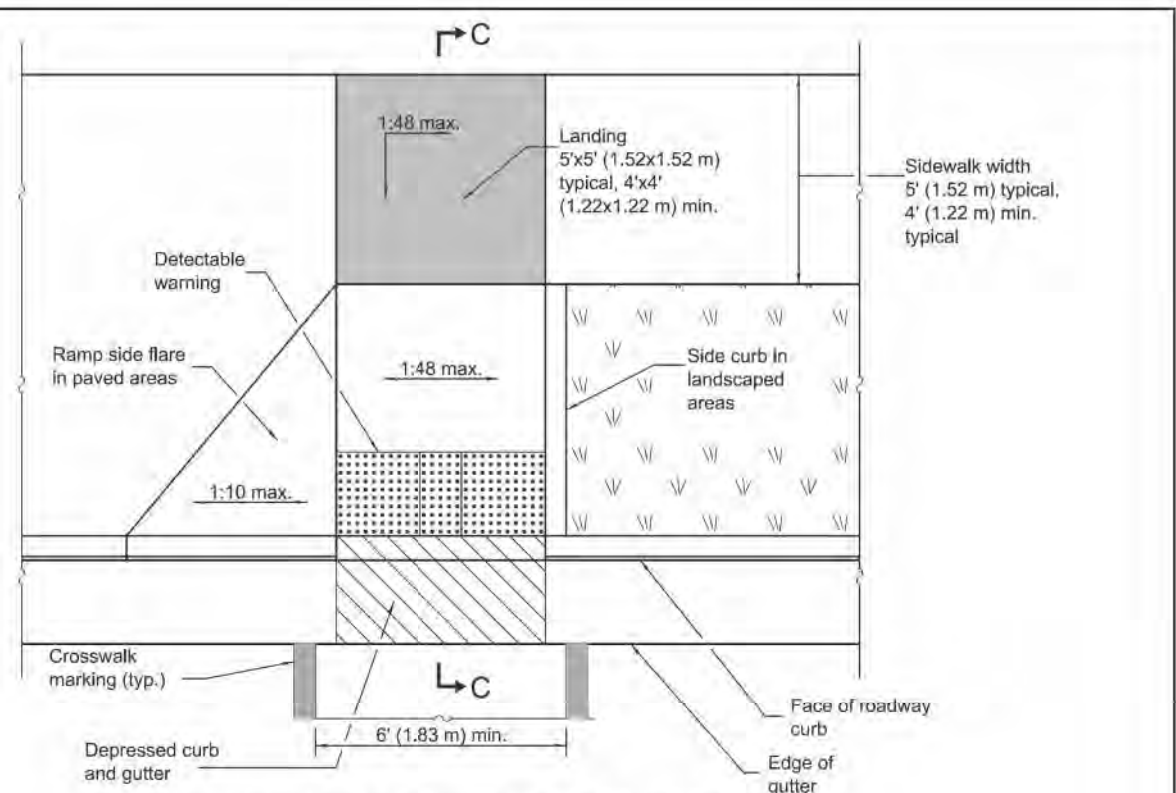 C
1:48 max.
Landing
5'x5' (1.52x1.52 m)
typical, 4'x4'
(1.22x1.22 m) min.
Sidewalk width
5' (1.52 m) typical,
4' (1.22 m) min.
typical
Detectable
warning
Ramp side flare
in paved areas
1:48 max.
Side curb in
landscaped
areas
1:10 max.
Crosswalk
marking (typ.)
C
Face of roadway
curb
6' (1.83 m) min.
Depressed curb
and gutter
Edge of
gutter